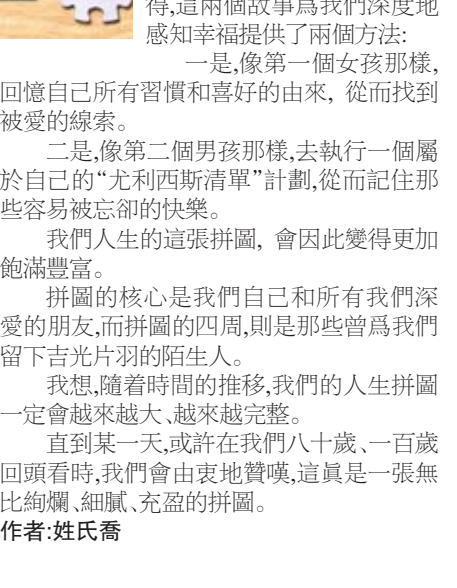 得,這兩個故事爲我們深度地
感知幸福提供了兩個方法:
一是,像第一個女孩那樣,
回憶自己所有習慣和喜好的由來, 從而找到
被愛的線索。
二是,像第二個男孩那樣,去執行一個屬
於自己的“尤利西斯清單”計劃,從而記住那
些容易被忘卻的快樂。
我們人生的這張拼圖, 會因此變得更加
飽滿豐富。
拼圖的核心是我們自己和所有我們深
愛的朋友,而拼圖的四周,則是那些曾爲我們
留下吉光片羽的陌生人。
我想,隨着時間的推移,我們的人生拼圖
一定會越來越大、越來越完整。
直到某一天,或許在我們八十歲、一百歲
回頭看時,我們會由衷地贊嘆,這眞是一張無
比絢爛、細膩、充盈的拼圖。
作者:姓氏喬